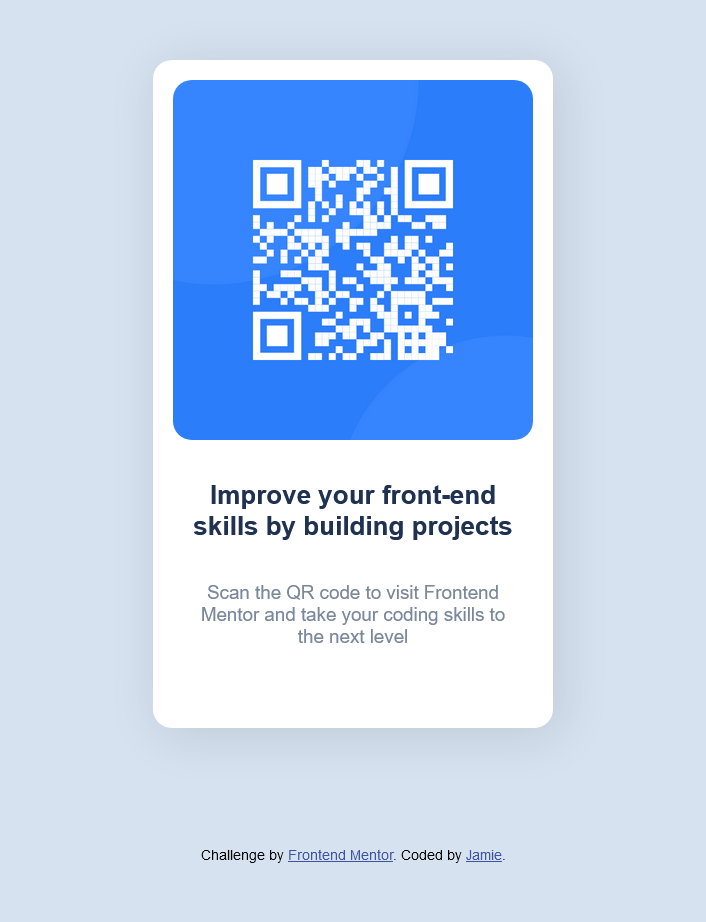 Improve your front-end
skills by building projects
Scan the QR code to visit Frontend
Mentor and take your coding skills to
the next level
Challenge by Frontend Mentor. Coded by Jamie.